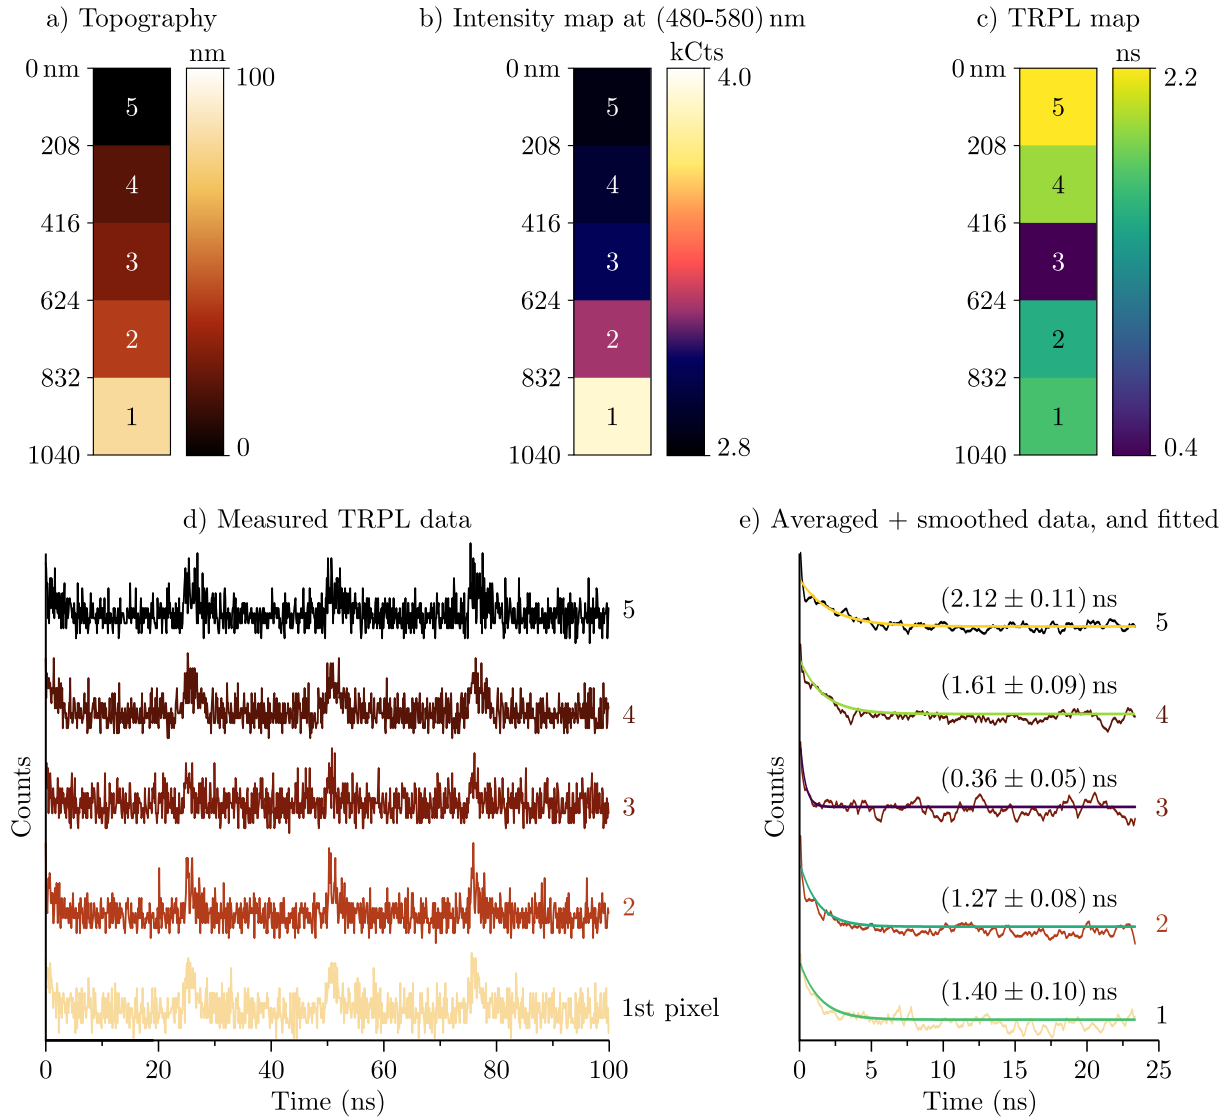 a) Topography
nm
0 nm
208
416
624
832
1040
5
4
3
2
1
100
0
b) Intensity map at (480-580) nm
kCts
0 nm
208
416
624
832
1040
5
4
3
2
1
4.0
2.8
c) TRPL map
ns
0 nm
208
416
624
832
1040
5
4
3
2
1
2.2
0.4
d) Measured TRPL data
Counts
5
4
3
2
1st pixel
0 20 40 60 80 100
Time (ns)
e) Averaged + smoothed data, and fitted
Counts
(2.12 ± 0.11) ns
5
(1.61 ± 0.09) ns
4
(0.36 ± 0.05) ns
3
(1.27 ± 0.08) ns
2
(1.40 ± 0.10) ns
1
0 5 10 15 20 25
Time (ns)